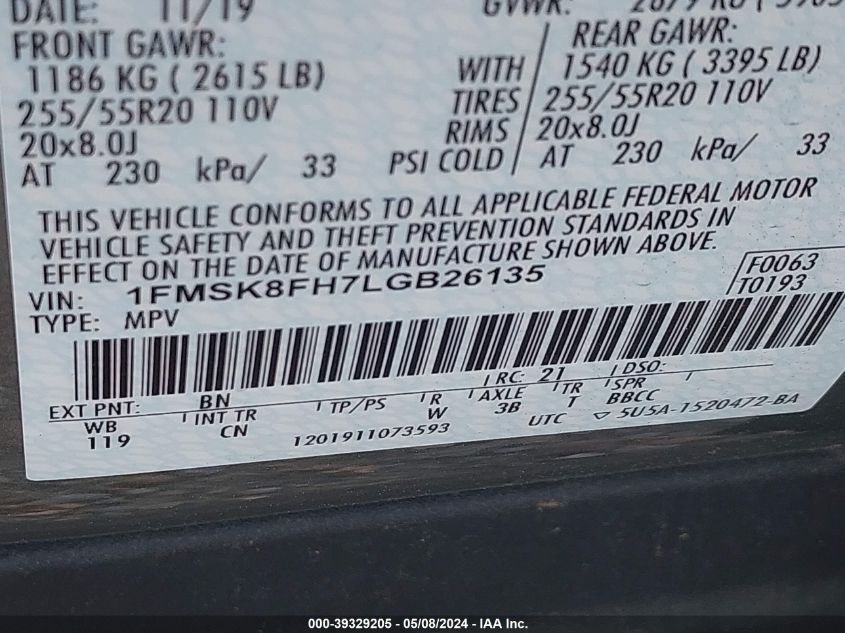 DATE: 11/19 GVWR:
FRONT GAWR: REAR GAWR:
1186 KG ( 2615 LB) WITH 1540 KG ( 3395 LB)
255/55R20 110V TIRES 255/55R20 110V
20x8.0J RIMS 20x8.0J
AT 230 kPa/ 33 PSI COLD AT 230 kPa/ 33
THIS VEHICLE CONFORMS TO ALL APPLICABLE FEDERAL MOTOR
VEHICLE SAFETY AND THEFT PREVENTION STANDARDS IN
EFFECT ON THE DATE OF MANUFACTURE SHOWN ABOVE.
VIN: 1FMSK8FH7LGB26135 F0063
TYPE: MPV T0193
EXT PNT: BN RC: 21 DSO:
WB INT TR TP/PS R AXLE TR SPR
119 CN W 3B T BBCC
1201911073593 UTC ▽ 5U5A-1520472-BA
000-39329205 - 05/08/2024 - IAA Inc.